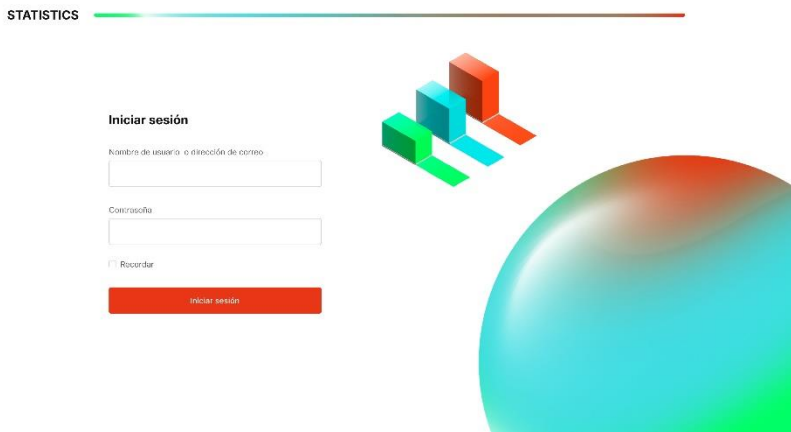 STATISTICS
Iniciar sesión
Nombre de usuario o dirección de correo
Contraseña
Recordar
Iniciar sesión